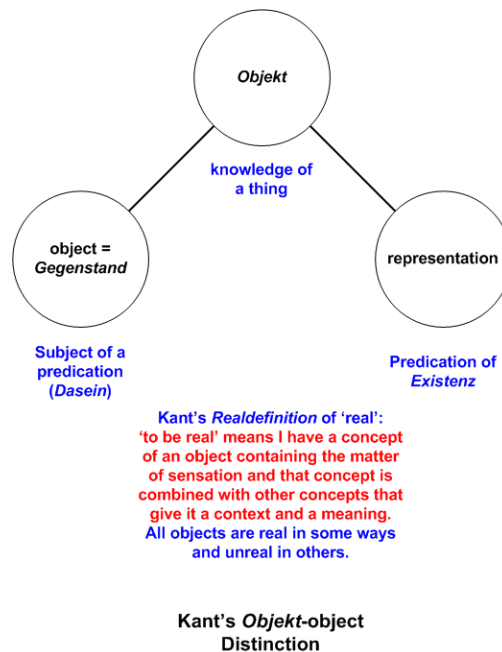 Objekt
knowledge of
a thing
object =
Gegenstand
representation
Subject of a
predication
(Dasein)
Predication of
Existenz
Kant's Realdefinition of 'real':
'to be real' means I have a concept
of an object containing the matter
of sensation and that concept is
combined with other concepts that
give it a context and a meaning.
All objects are real in some ways
and unreal in others.
Kant's Objekt-object
Distinction